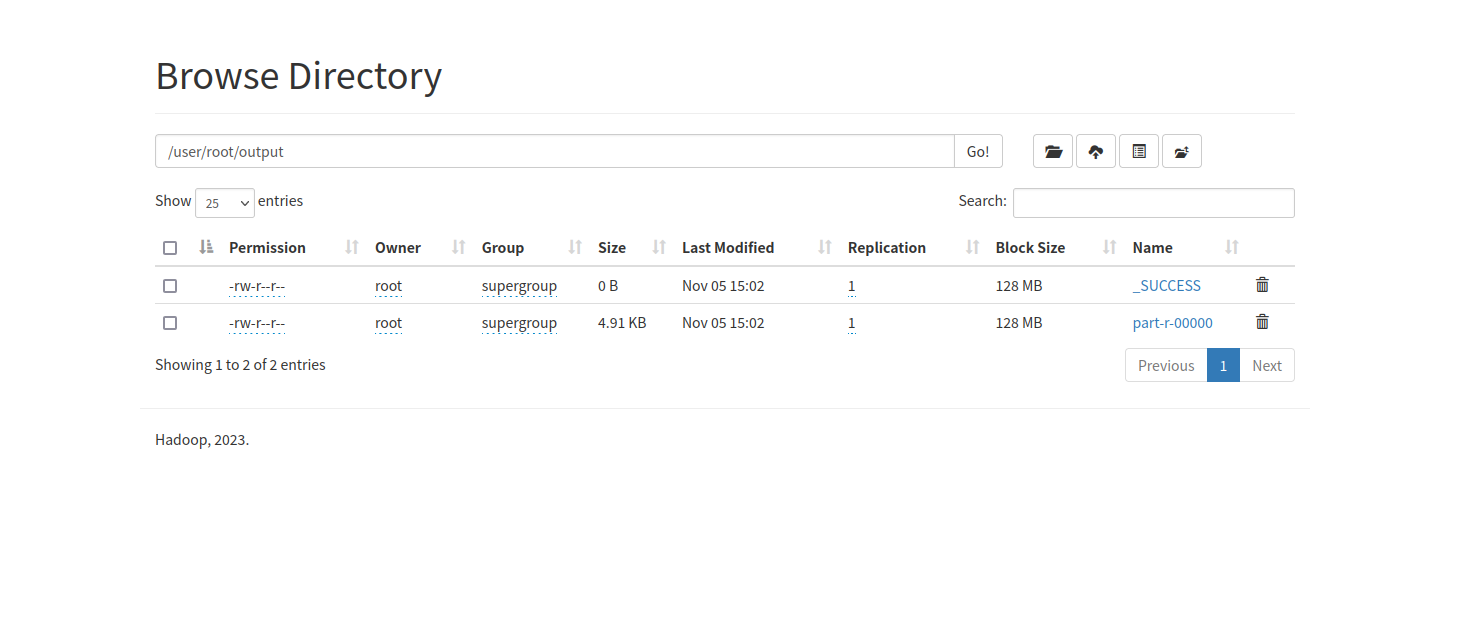 Browse Directory
/user/root/output Go!
Show 25 entries Search:
Permission Owner Group Size Last Modified Replication Block Size Name
-rw-r--r-- root supergroup 0 B Nov 05 15:02 1 128 MB _SUCCESS
-rw-r--r-- root supergroup 4.91 KB Nov 05 15:02 1 128 MB part-r-00000
Showing 1 to 2 of 2 entries Previous 1 Next
Hadoop, 2023.